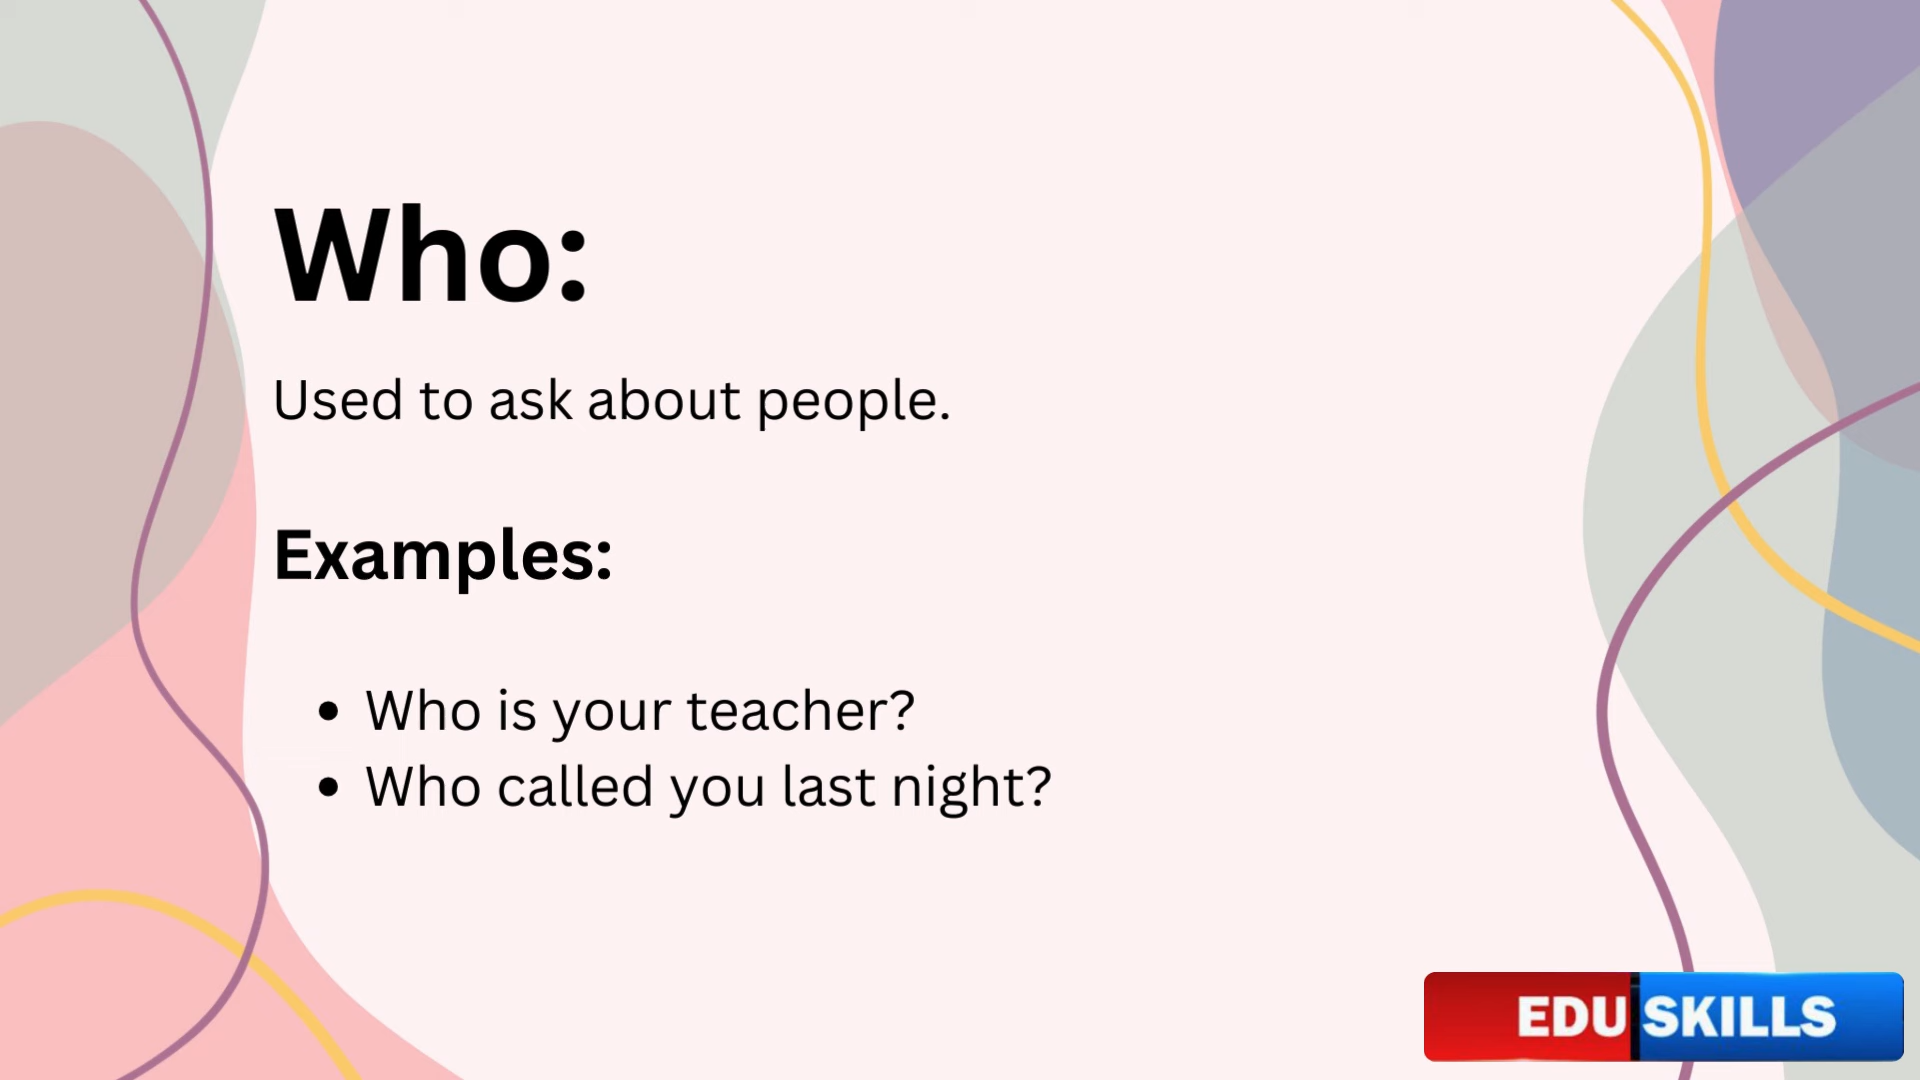 Who:
Used to ask about people.
Examples:
• Who is your teacher?
• Who called you last night?
EDU SKILLS